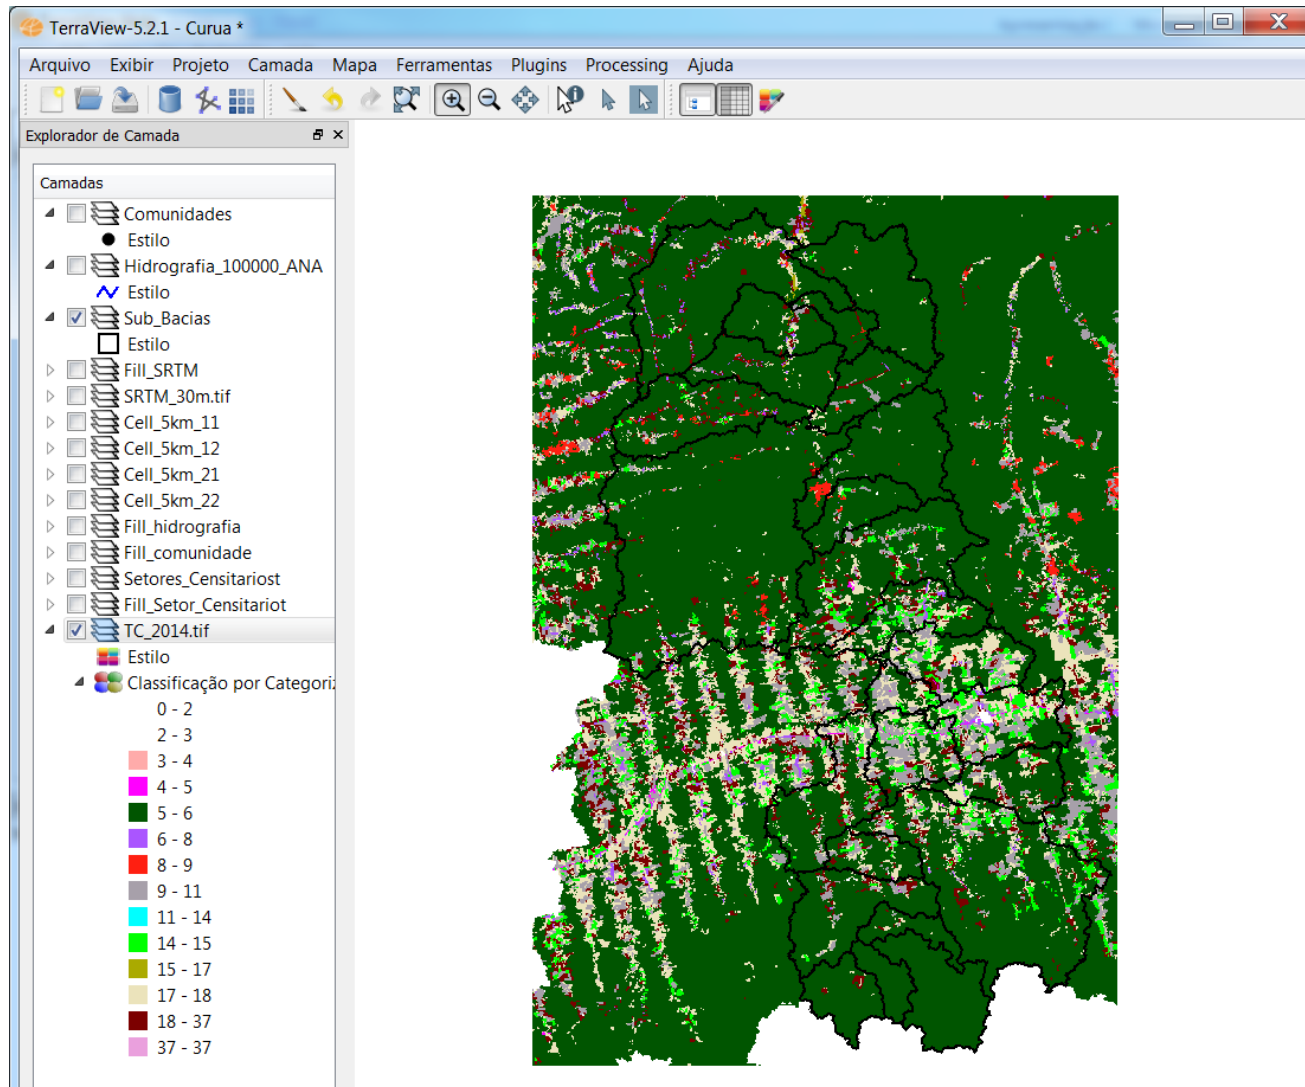 TerraView-5.2.1 - Curua *
Arquivo Exibir Projeto Camada Mapa Ferramentas Plugins Processing Ajuda
Explorador de Camada
Camadas
Comunidades
Estilo
Hidrografia_100000_ANA
Estilo
Sub_Bacias
Estilo
Fill_SRTM
SRTM_30m.tif
Cell_5km_11
Cell_5km_12
Cell_5km_21
Cell_5km_22
Fill_hidrografia
Fill_comunidade
Setores_Censitariost
Fill_Setor_Censitariot
TC_2014.tif
Estilo
Classificação por Categori
0 - 2
2 - 3
3 - 4
4 - 5
5 - 6
6 - 8
8 - 9
9 - 11
11 - 14
14 - 15
15 - 17
17 - 18
18 - 37
37 - 37